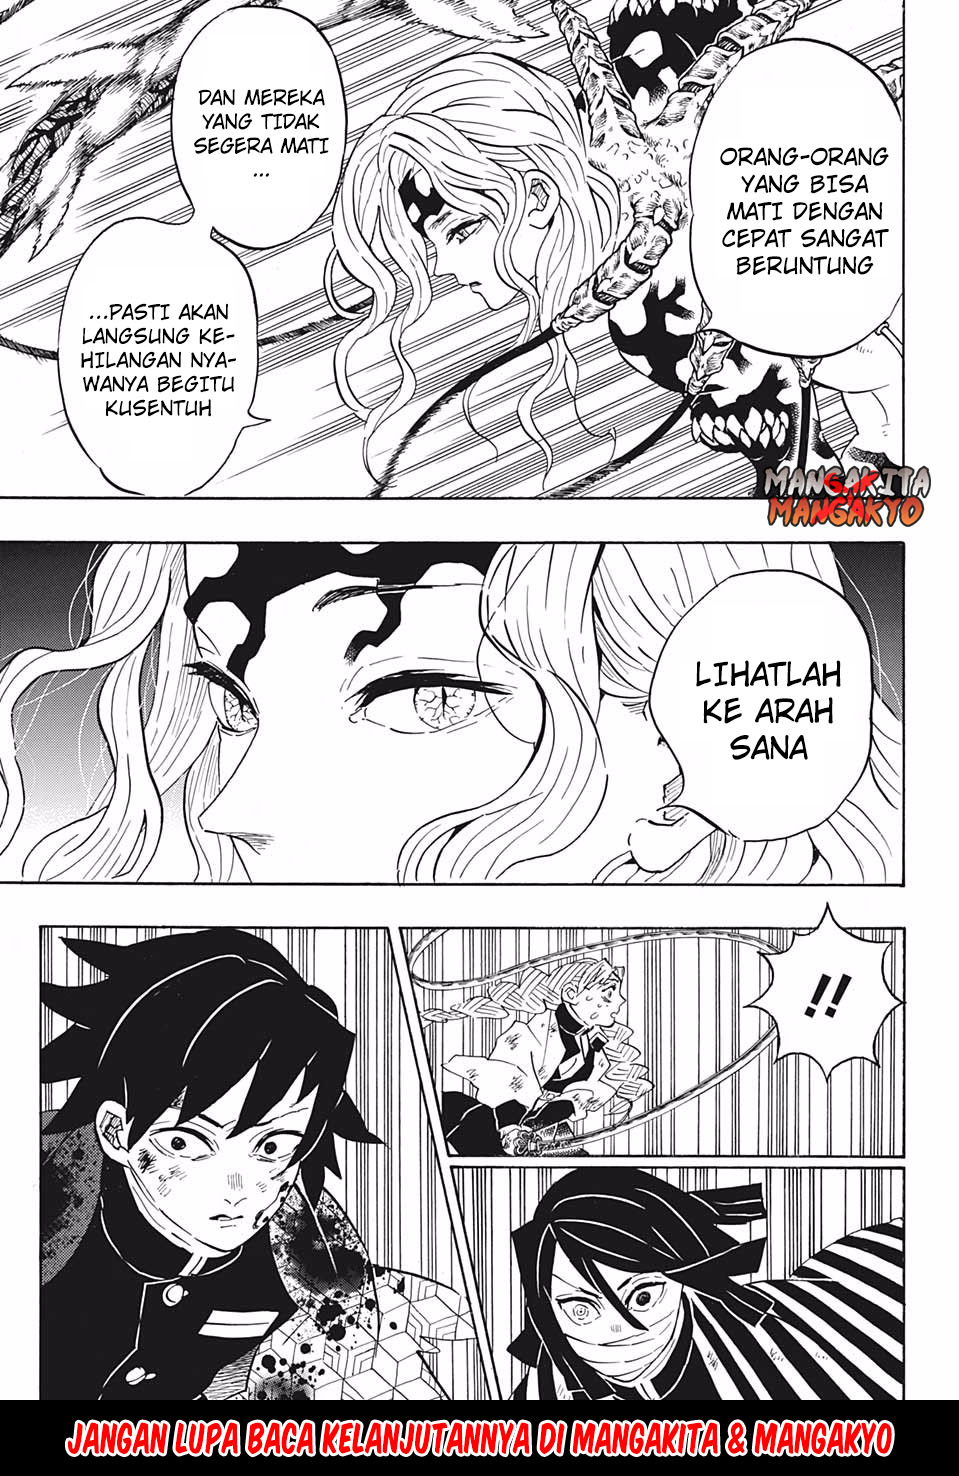 ORANG-ORANG
YANG BISA
MATI DENGAN
CEPAT SANGAT
BERUNTUNG
DAN MEREKA
YANG TIDAK
SEGERA MATI
...
...PASTI AKAN
LANGSUNG KE-
HILANGAN NYA-
WANYA BEGITU
KUSENTUH
MANGAKITA
MANGAKYO
LIHATLAH
KE ARAH
SANA
!!
JANGAN LUPA BACA KELANJUTANNYA DI MANGAKITA & MANGAKYO